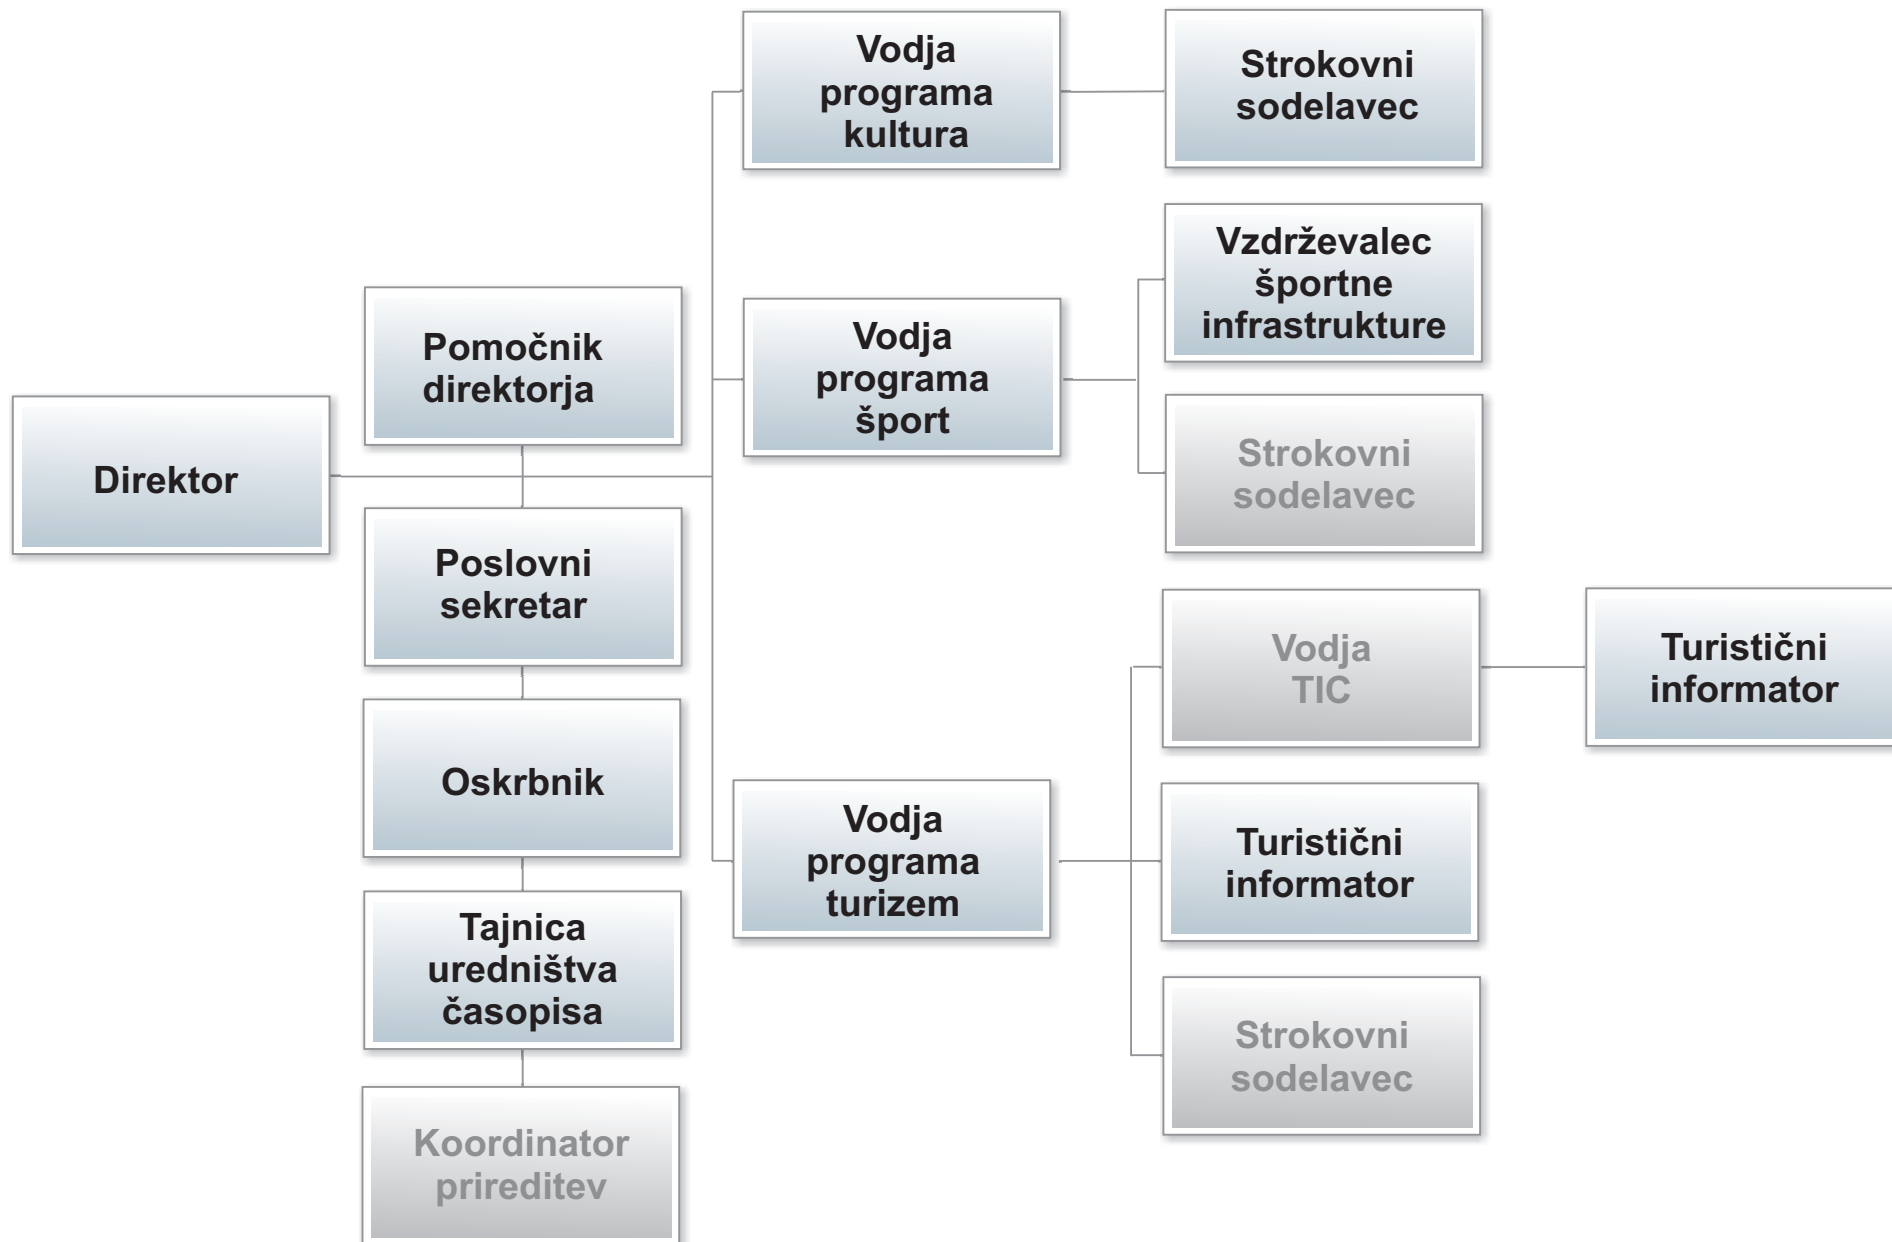 Direktor
Pomočnik
direktorja
Poslovni
sekretar
Oskrbnik
Tajnica
uredništva
časopisa
Koordinator
prireditev
Vodja
programa
kultura
Strokovni
sodelavec
Vodja
programa
šport
Vzdrževalec
športne
infrastrukture
Strokovni
sodelavec
Vodja
programa
turizem
Vodja
TIC
Turistični
informator
Turistični
informator
Strokovni
sodelavec